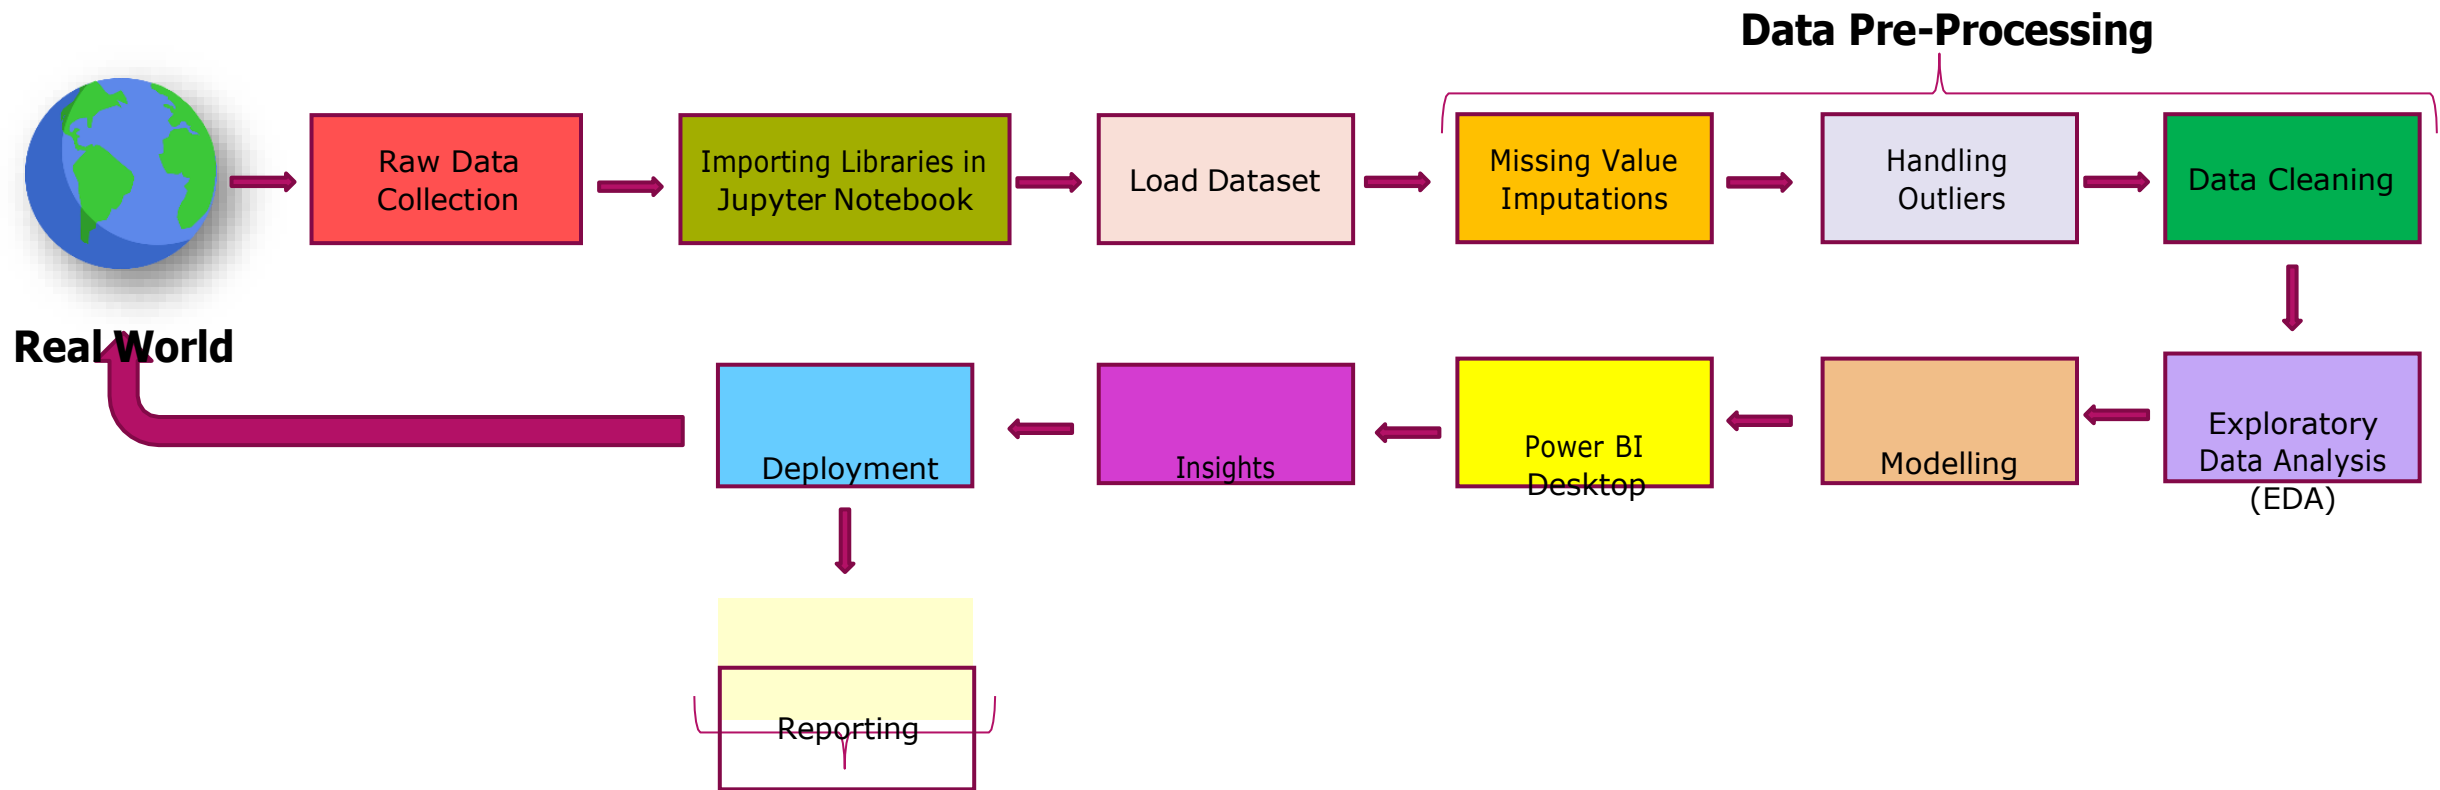 Data Pre-Processing
Raw Data
Collection
Importing Libraries in
Jupyter Notebook
Load Dataset
Missing Value
Imputations
Handling
Outliers
Data Cleaning
Real World
Deployment
Insights
Power BI
Desktop
Modelling
Exploratory
Data Analysis
(EDA)
Reporting